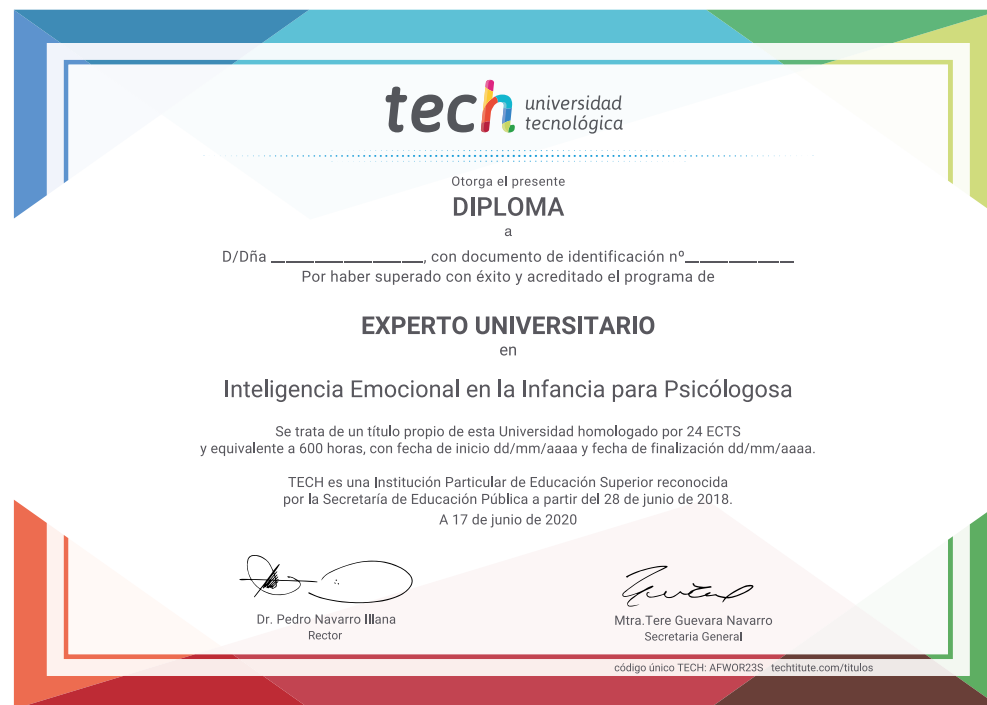 tech universidad
tecnológica
Otorga el presente
DIPLOMA
a
D/Dña ____________________, con documento de identificación nº______________
Por haber superado con éxito y acreditado el programa de
EXPERTO UNIVERSITARIO
en
Inteligencia Emocional en la Infancia para Psicólogosa
Se trata de un título propio de esta Universidad homologado por 24 ECTS
y equivalente a 600 horas, con fecha de inicio dd/mm/aaaa y fecha de finalización dd/mm/aaaa.
TECH es una Institución Particular de Educación Superior reconocida
por la Secretaría de Educación Pública a partir del 28 de junio de 2018.
A 17 de junio de 2020
Dr. Pedro Navarro Illana
Rector
Mtra.Tere Guevara Navarro
Secretaria General
código único TECH: AFWOR23S techtitute.com/titulos